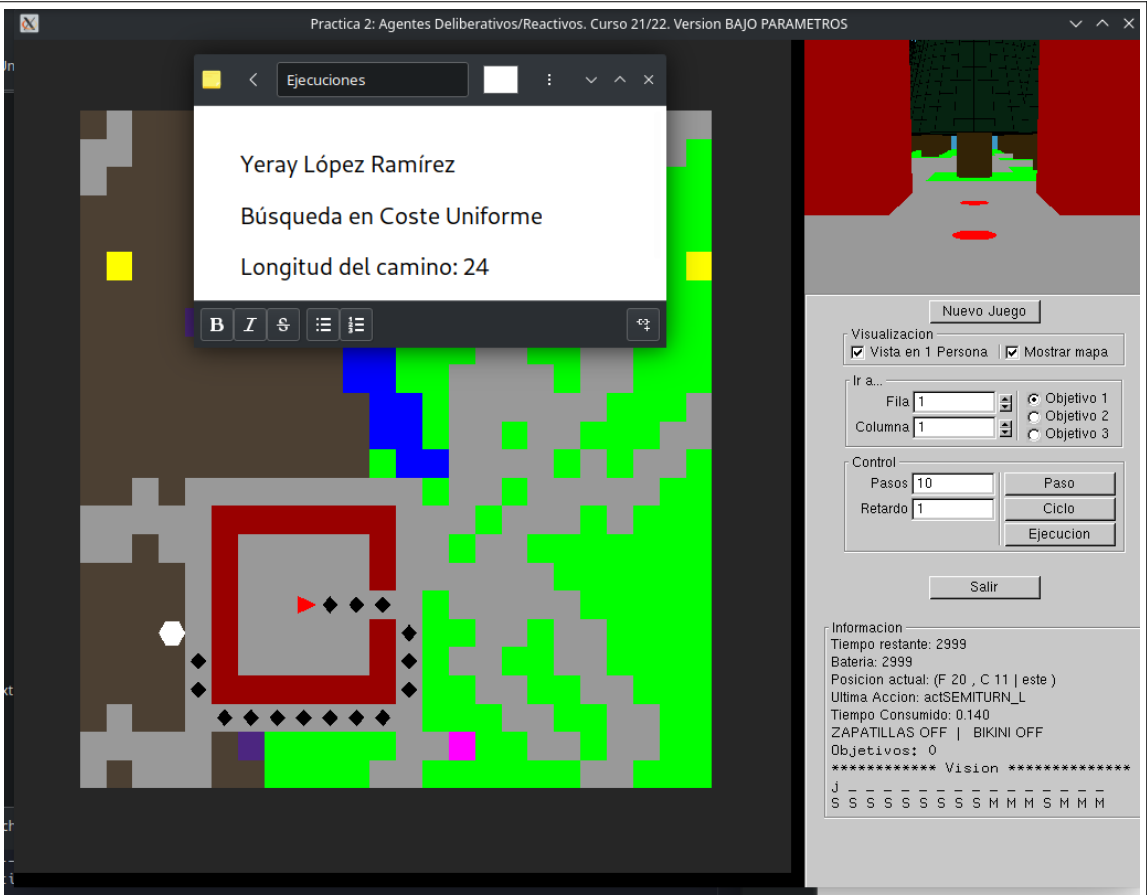 Practica 2: Agentes Deliberativos/Reactivos. Curso 21/22. Version BAJO PARAMETROS
Ejecuciones
Yeray López Ramírez
Búsqueda en Coste Uniforme
Longitud del camino: 24
B I S
Nuevo Juego
Visualizacion
Vista en 1 Persona
Mostrar mapa
Ir a...
Fila 1
Columna 1
Objetivo 1
Objetivo 2
Objetivo 3
Control
Pasos 10
Paso
Retardo 1
Ciclo
Ejecucion
Salir
Informacion
Tiempo restante: 2999
Bateria: 2999
Posicion actual: (F 20 , C 11 | este )
Ultima Accion: actSEMITURN_L
Tiempo Consumido: 0.140
ZAPATILLAS OFF | BIKINI OFF
Objetivos: 0
************ Vision **************
j _ _ _ _ _ _ _ _ _ _ _ _ _ _ _
S S S S S S S S S M M M S M M M